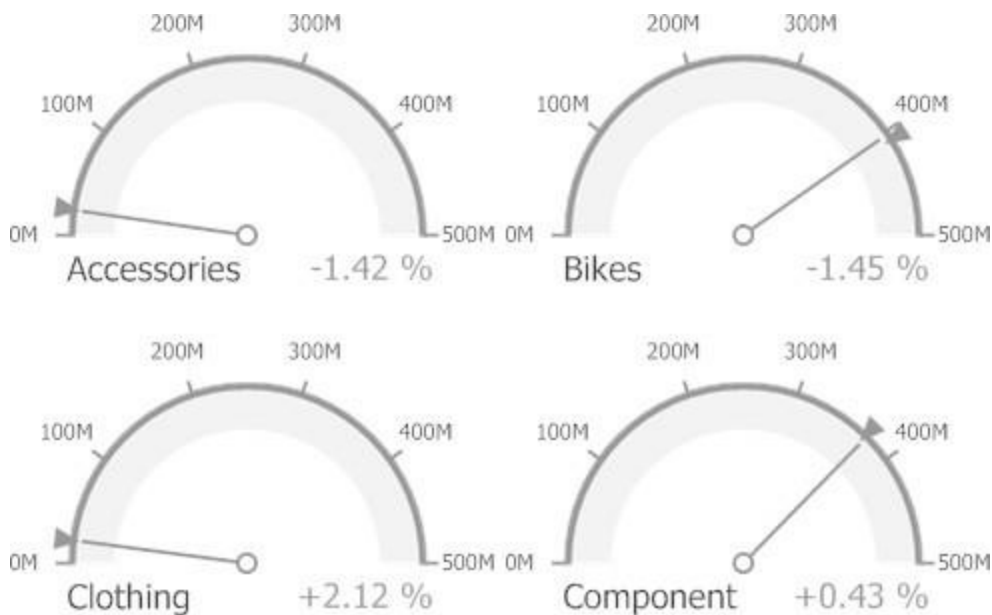 200M 300M
100M 400M
0M 500M
Accessories -1.42 %
200M 300M
100M 400M
0M 500M
Bikes -1.45 %
200M 300M
100M 400M
0M 500M
Clothing +2.12 %
200M 300M
100M 400M
0M 500M
Component +0.43 %